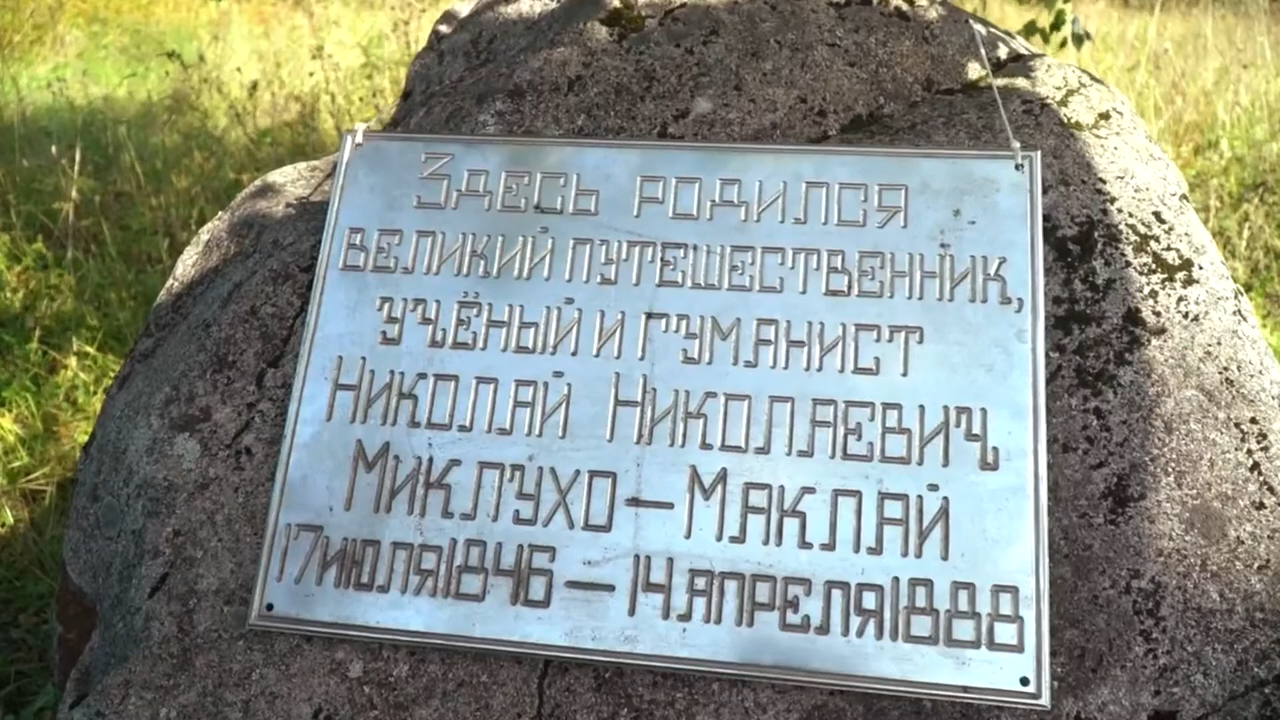 Здесь родился
великий путешественник,
учёный и гуманист
Николай Николаевич
Миклухо-Маклай
17 июля 1846 - 14 апреля 1888